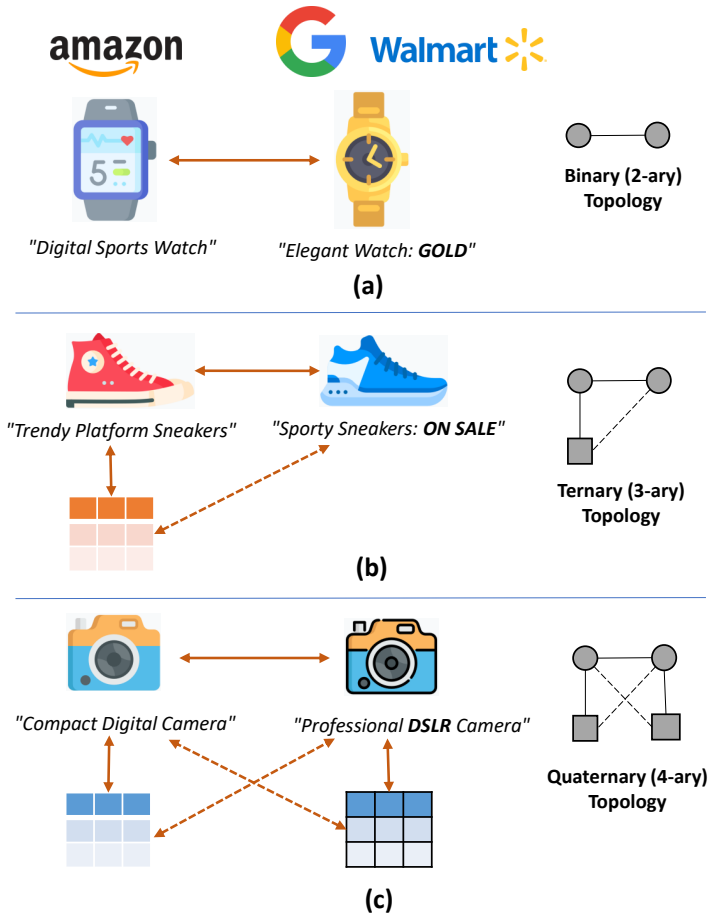 amazon
G Walmart
5
"Digital Sports Watch"
"Elegant Watch: GOLD"
Binary (2-ary)
Topology
(a)
"Trendy Platform Sneakers"
"Sporty Sneakers: ON SALE"
Ternary (3-ary)
Topology
(b)
"Compact Digital Camera"
"Professional DSLR Camera"
Quaternary (4-ary)
Topology
(c)